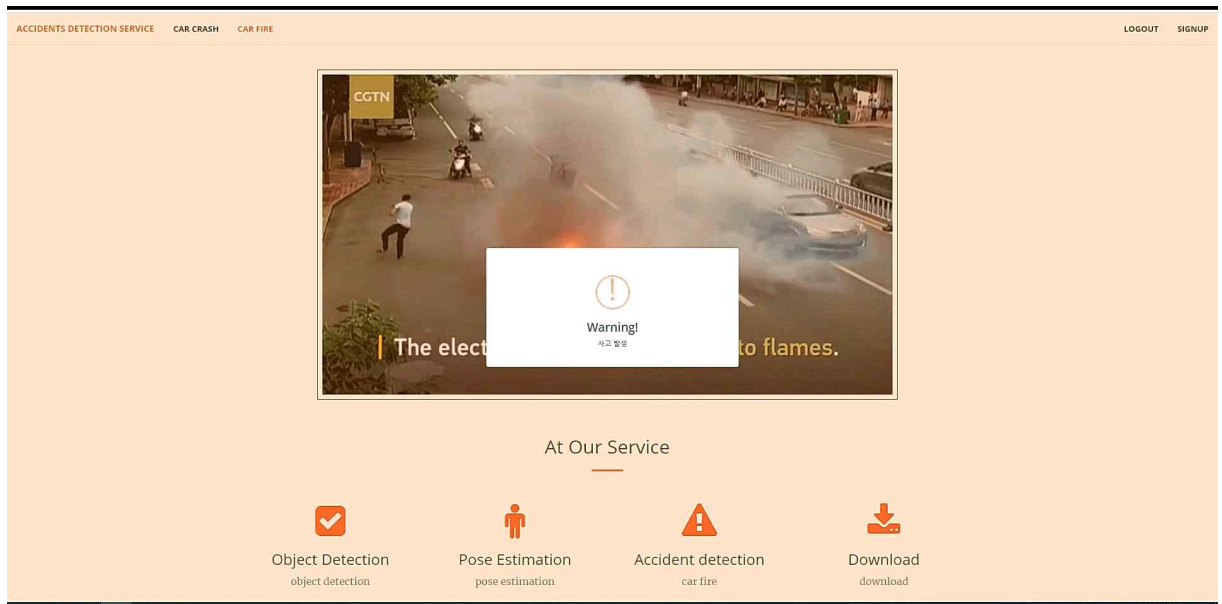 ACCIDENTS DETECTION SERVICE CAR CRASH CAR FIRE LOGOUT SIGNUP
CGTN
Warning!
사고 발생
The elect to flames.
At Our Service
Object Detection Pose Estimation Accident detection Download
object detection pose estimation car fire download